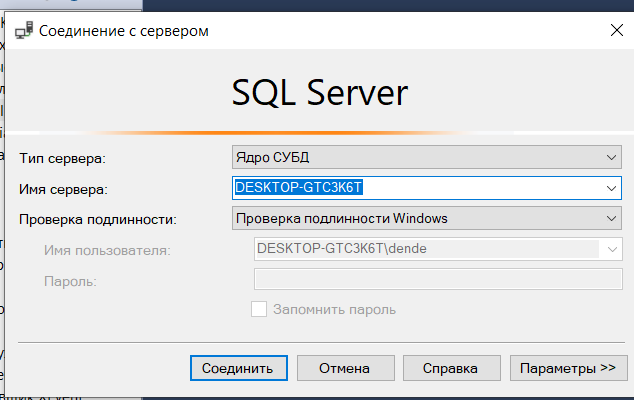 Соединение с сервером
SQL Server
Тип сервера: Ядро СУБД
Имя сервера: DESKTOP-GTC3K6T
Проверка подлинности: Проверка подлинности Windows
Имя пользователя: DESKTOP-GTC3K6T\dende
Пароль:
Запомнить пароль
Соединить Отмена Справка Параметры >>